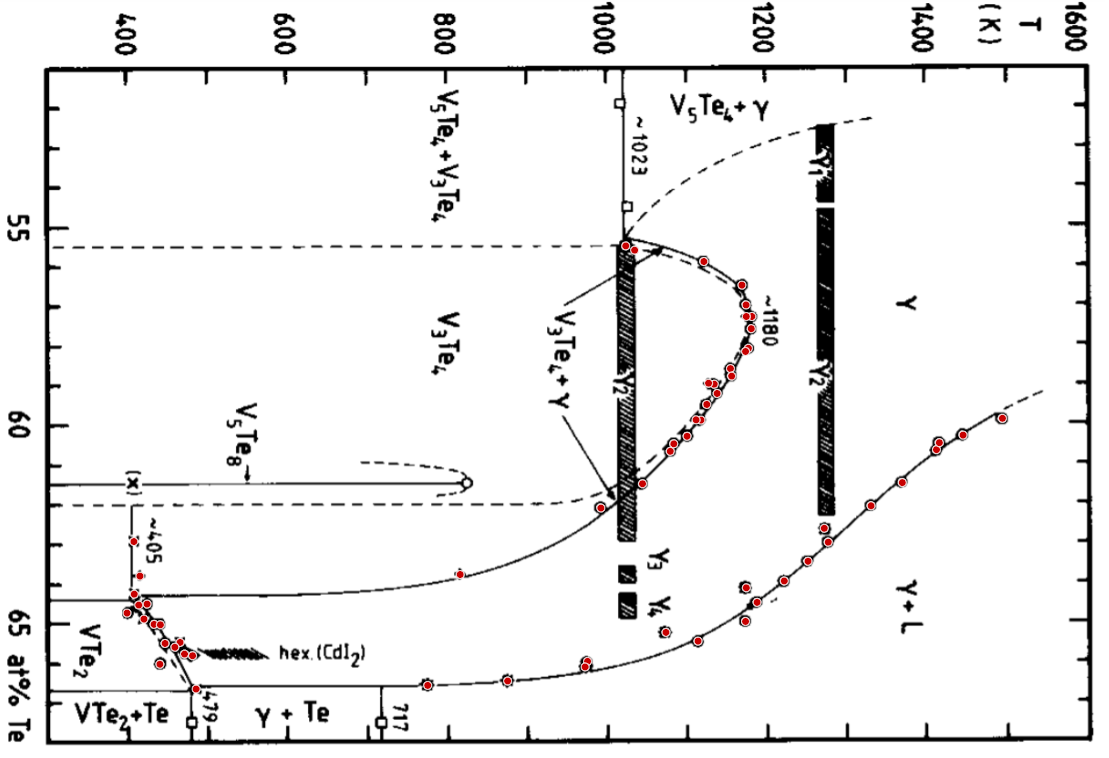 400
600
800
1000
1200
1400
T
(K)
1600
V₅Te₄+V₃Te₄
~1023
V₅Te₄+γ
γ₁
55
V₃Te₄
V₃Te₄+γ
γ₂
~1180
γ₂
γ
60
V₅Te₈
(x)
~405
γ₃
γ₄
γ+L
65
at% Te
VTe₂
hex.(CdI₂)
VTe₂+Te
479
γ+Te
717